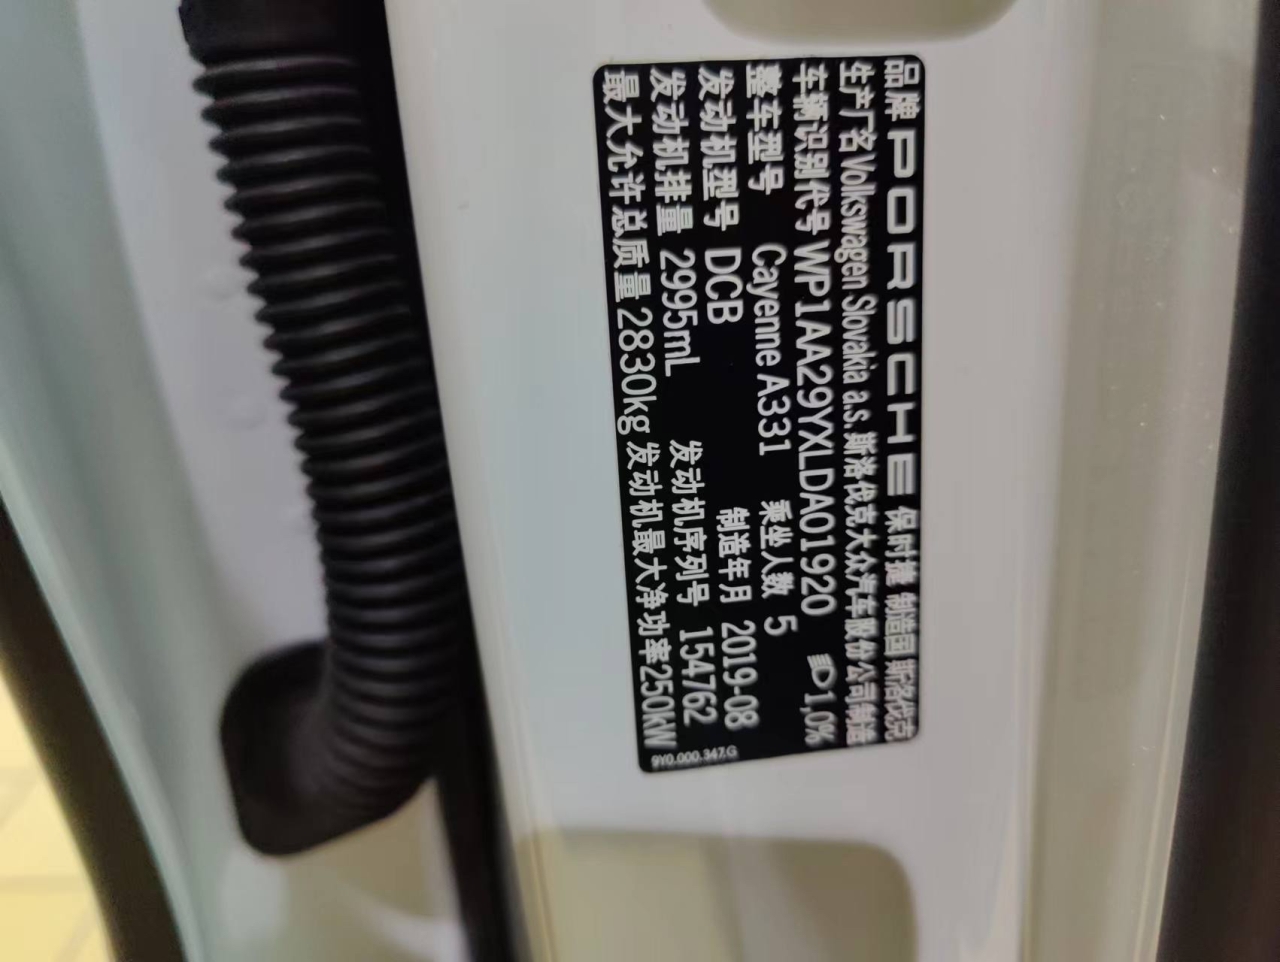 品牌 PORSCHE 保时捷 制造国 斯洛伐克
生产厂名 Volkswagen Slovakia a.s. 斯洛伐克大众汽车股份公司制造
车辆识别代号 WP1AA29YXLDA01920 1,0%
整车型号 Cayenne A331 乘坐人数 5
发动机型号 DCB 制造年月 2019-08
发动机排量 2995mL 发动机序列号 154762
最大允许总质量 2830kg 发动机最大净功率250kW
9Y0.000.347.G